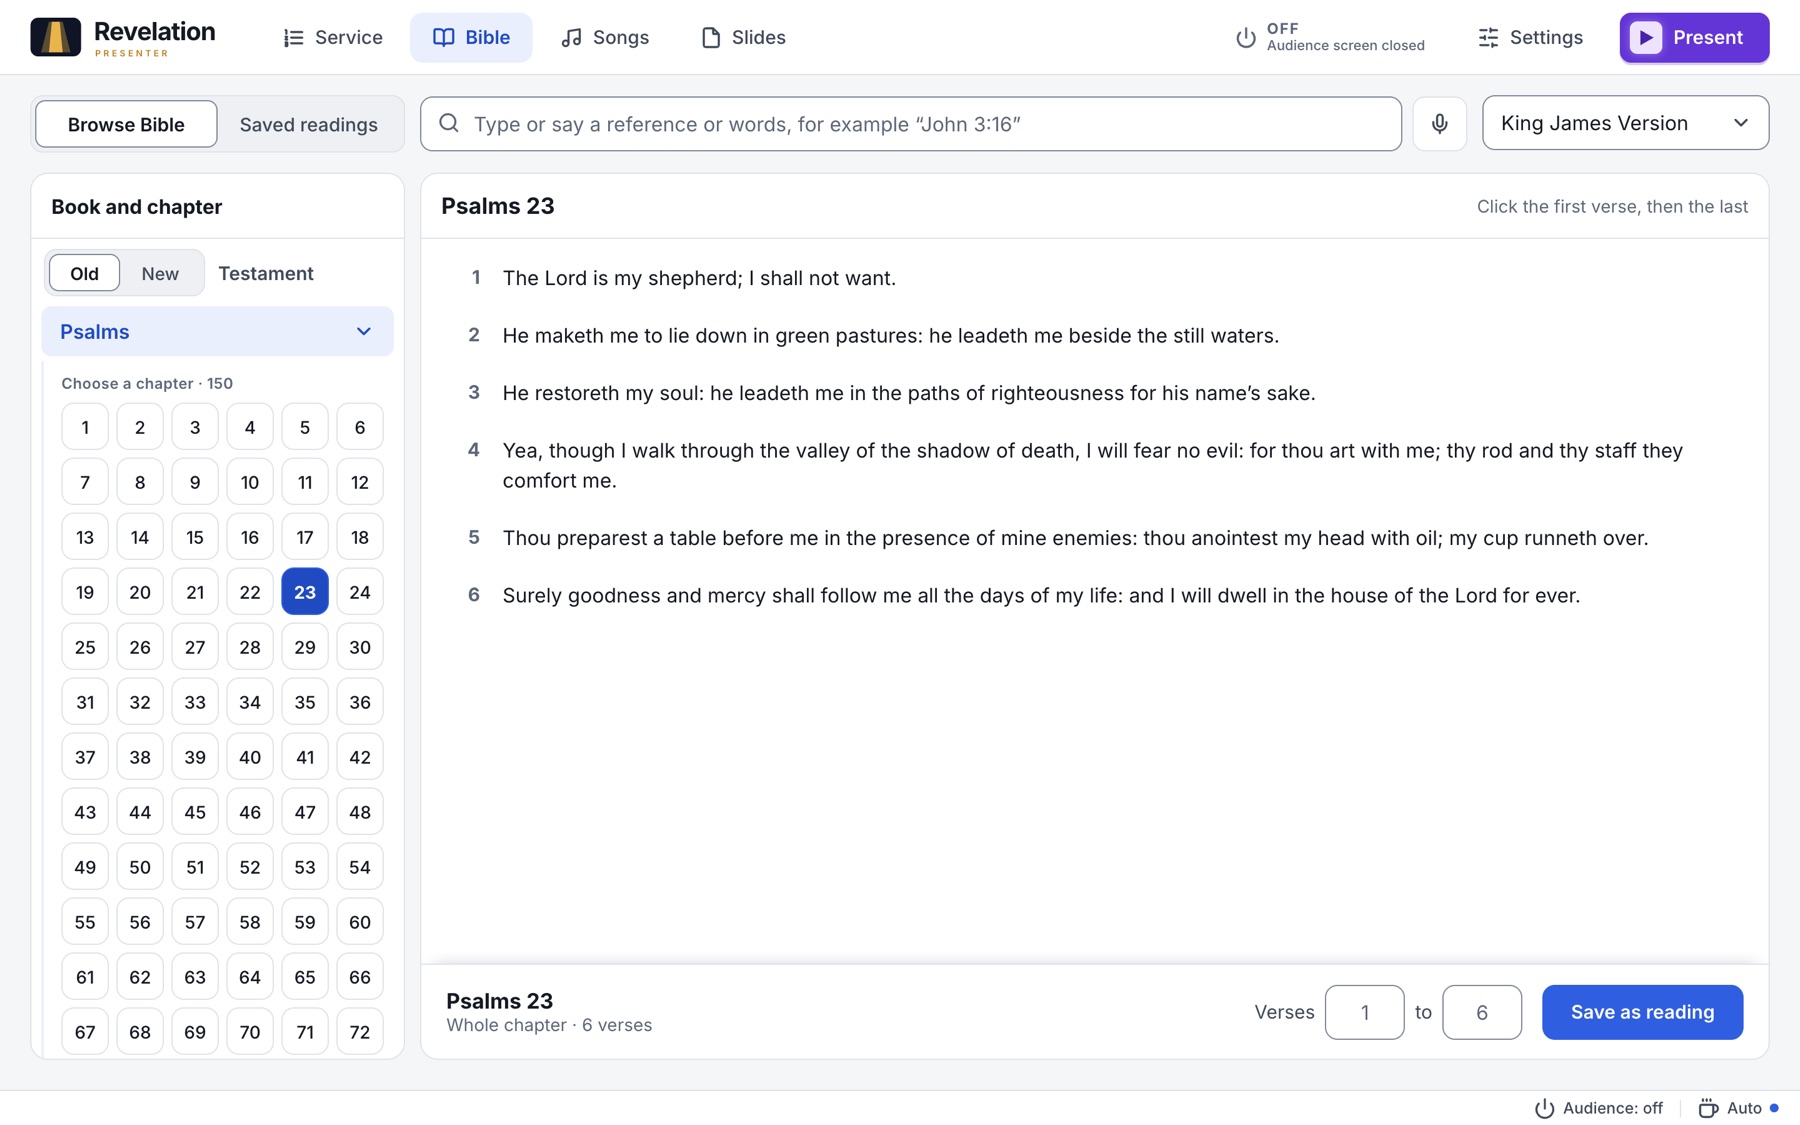 Revelation
PRESENTER
Service
Bible
Songs
Slides
OFF
Audience screen closed
Settings
Present
Browse Bible
Saved readings
Type or say a reference or words, for example “John 3:16”
King James Version
Book and chapter
Old
New
Testament
Psalms
Choose a chapter · 150
1 2 3 4 5 6
7 8 9 10 11 12
13 14 15 16 17 18
19 20 21 22 23 24
25 26 27 28 29 30
31 32 33 34 35 36
37 38 39 40 41 42
43 44 45 46 47 48
49 50 51 52 53 54
55 56 57 58 59 60
61 62 63 64 65 66
67 68 69 70 71 72
Psalms 23
Click the first verse, then the last
1 The Lord is my shepherd; I shall not want.
2 He maketh me to lie down in green pastures: he leadeth me beside the still waters.
3 He restoreth my soul: he leadeth me in the paths of righteousness for his name’s sake.
4 Yea, though I walk through the valley of the shadow of death, I will fear no evil: for thou art with me; thy rod and thy staff they
comfort me.
5 Thou preparest a table before me in the presence of mine enemies: thou anointest my head with oil; my cup runneth over.
6 Surely goodness and mercy shall follow me all the days of my life: and I will dwell in the house of the Lord for ever.
Psalms 23
Whole chapter · 6 verses
Verses 1 to 6
Save as reading
Audience: off
Auto